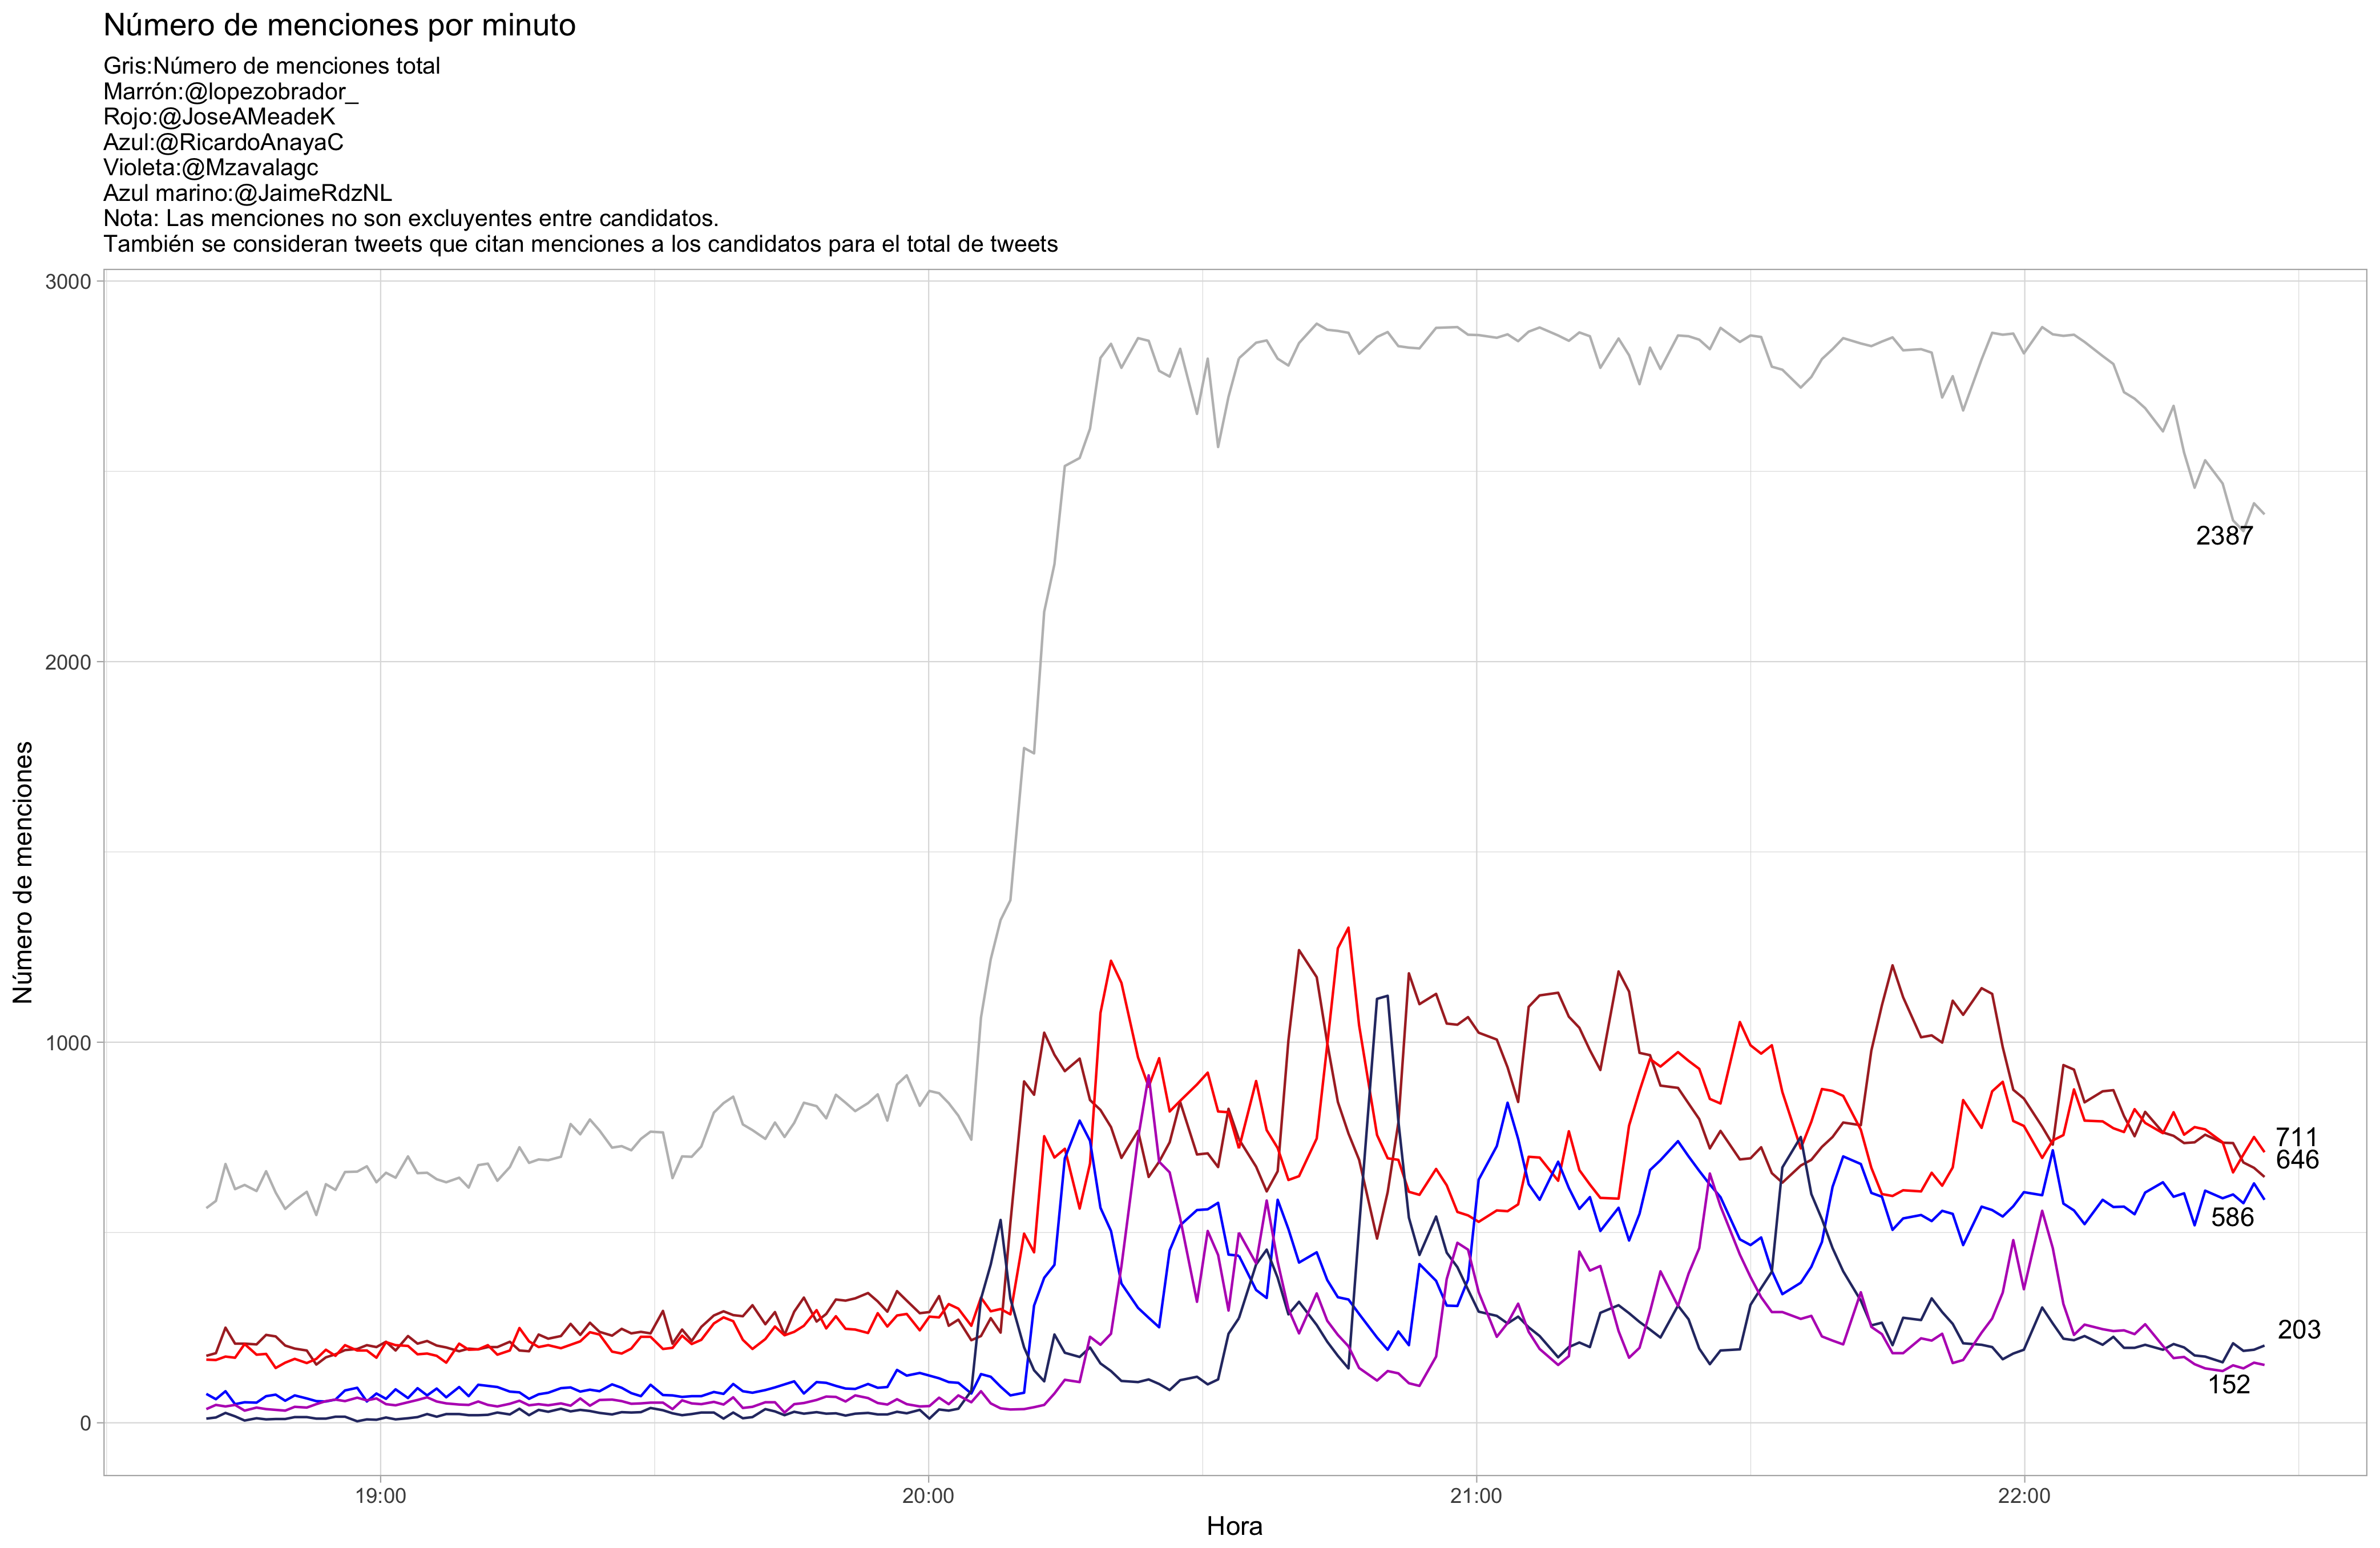 Número de menciones por minuto
Gris:Número de menciones total
Marrón:@lopezobrador_
Rojo:@JoseAMeadeK
Azul:@RicardoAnayaC
Violeta:@Mzavalagc
Azul marino:@JaimeRdzNL
Nota: Las menciones no son excluyentes entre candidatos.
También se consideran tweets que citan menciones a los candidatos para el total de tweets
3000
2000
1000
0
Número de menciones
2387
711
646
586
203
152
19:00
20:00
21:00
22:00
Hora